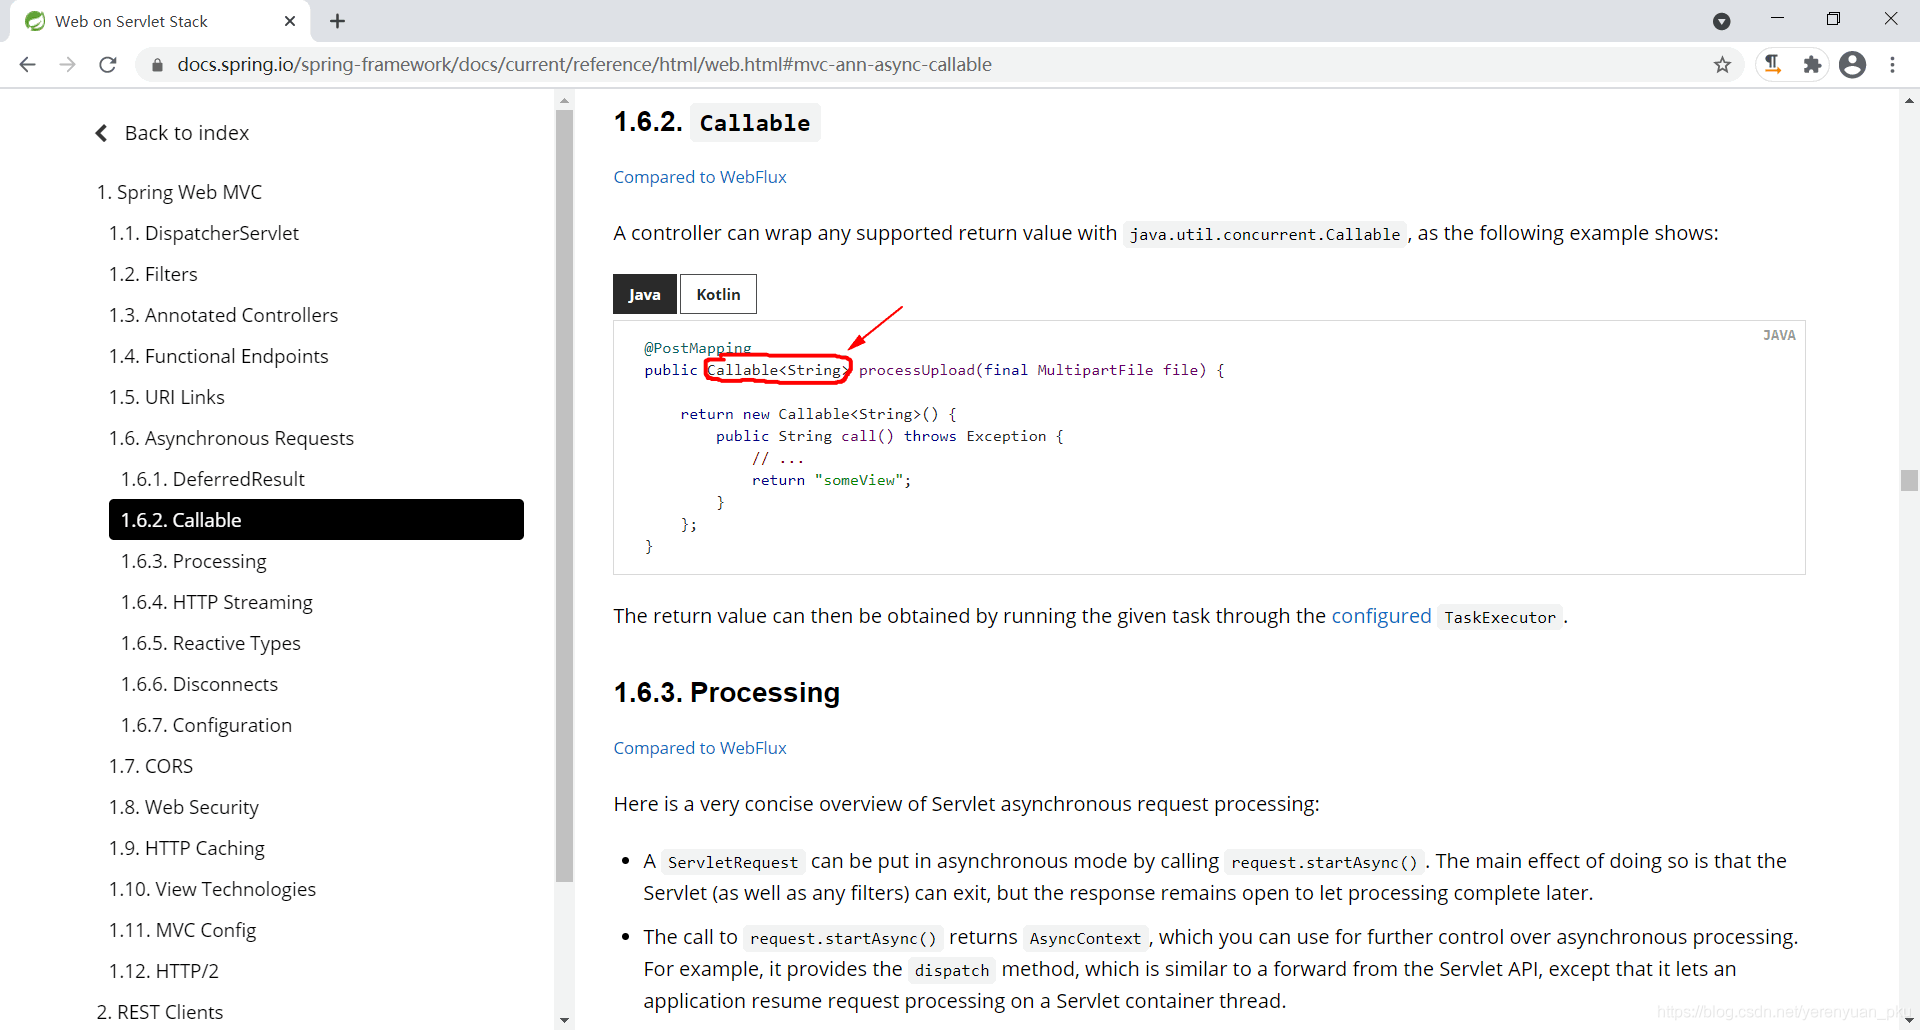 Web on Servlet Stack
docs.spring.io/spring-framework/docs/current/reference/html/web.html#mvc-ann-async-callable
Back to index
1. Spring Web MVC
1.1. DispatcherServlet
1.2. Filters
1.3. Annotated Controllers
1.4. Functional Endpoints
1.5. URI Links
1.6. Asynchronous Requests
1.6.1. DeferredResult
1.6.2. Callable
1.6.3. Processing
1.6.4. HTTP Streaming
1.6.5. Reactive Types
1.6.6. Disconnects
1.6.7. Configuration
1.7. CORS
1.8. Web Security
1.9. HTTP Caching
1.10. View Technologies
1.11. MVC Config
1.12. HTTP/2
2. REST Clients
1.6.2. Callable
Compared to WebFlux
A controller can wrap any supported return value with java.util.concurrent.Callable, as the following example shows:
Java Kotlin
JAVA
@PostMapping
public Callable<String> processUpload(final MultipartFile file) {
return new Callable<String>() {
public String call() throws Exception {
// ...
return "someView";
}
};
}
The return value can then be obtained by running the given task through the configured TaskExecutor.
1.6.3. Processing
Compared to WebFlux
Here is a very concise overview of Servlet asynchronous request processing:
• A ServletRequest can be put in asynchronous mode by calling request.startAsync(). The main effect of doing so is that the
Servlet (as well as any filters) can exit, but the response remains open to let processing complete later.
• The call to request.startAsync() returns AsyncContext, which you can use for further control over asynchronous processing.
For example, it provides the dispatch method, which is similar to a forward from the Servlet API, except that it lets an
application resume request processing on a Servlet container thread.
https://blog.csdn.net/yerenyuan_pku